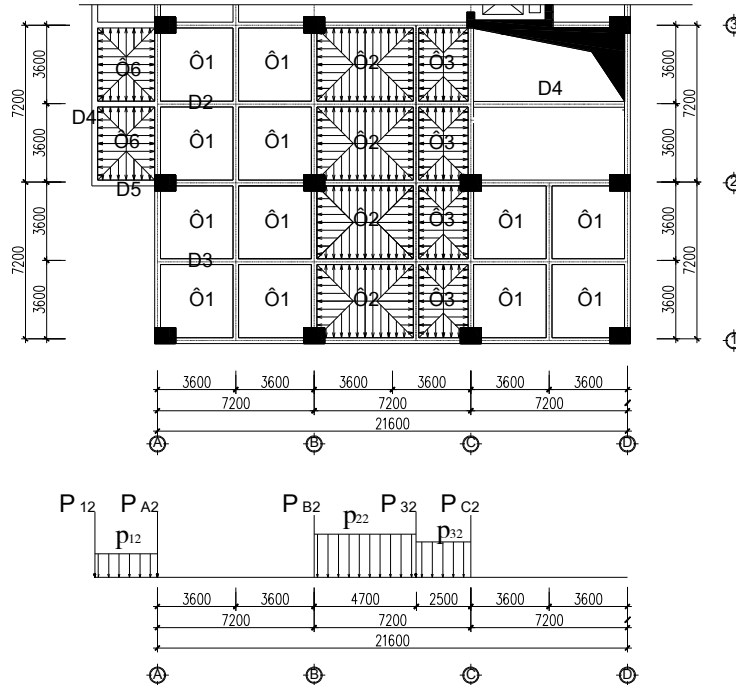 3
Ô6 Ô1 Ô1 Ô2 Ô3 D4
3600 3600
7200 7200
D2
D4
Ô6 Ô1 Ô1 Ô2 Ô3
3600 3600
D5
2
Ô1 Ô1 Ô2 Ô3 Ô1 Ô1
3600 3600
7200 7200
D3
Ô1 Ô1 Ô2 Ô3 Ô1 Ô1
3600 3600
1
3600 3600 3600 3600 3600 3600
7200 7200 7200
21600
A B C D
P12 PA2 PB2 P32 PC2
p12 p22 p32
3600 3600 4700 2500 3600 3600
7200 7200 7200
21600
A B C D